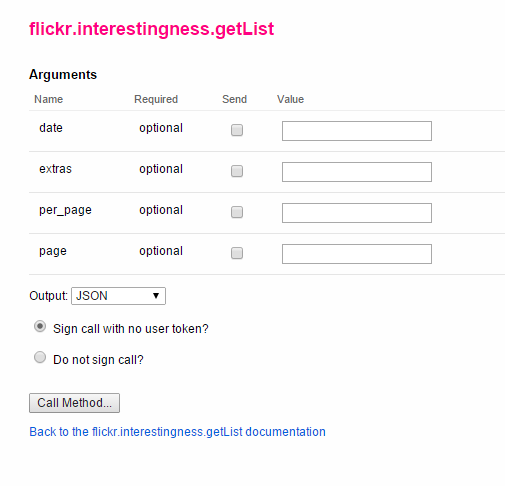 flickr.interestingness.getList
Arguments
Name Required Send Value
date optional
extras optional
per_page optional
page optional
Output: JSON
Sign call with no user token?
Do not sign call?
Call Method...
Back to the flickr.interestingness.getList documentation